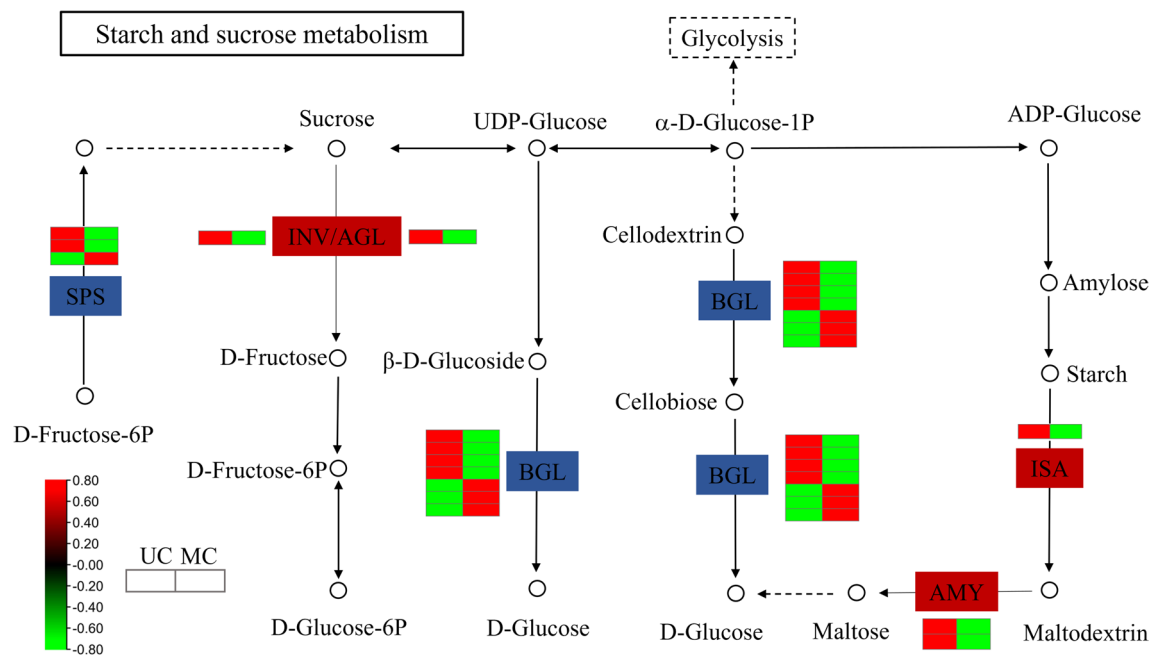 Starch and sucrose metabolism
Glycolysis
Sucrose
UDP-Glucose
α-D-Glucose-1P
ADP-Glucose
INV/AGL
Cellodextrin
SPS
BGL
Amylose
D-Fructose
β-D-Glucoside
Starch
Cellobiose
D-Fructose-6P
D-Fructose-6P
BGL
BGL
ISA
0.80
0.60
0.40
0.20
-0.00
-0.20
-0.40
-0.60
-0.80
UC MC
AMY
D-Glucose-6P
D-Glucose
D-Glucose
Maltose
Maltodextrin